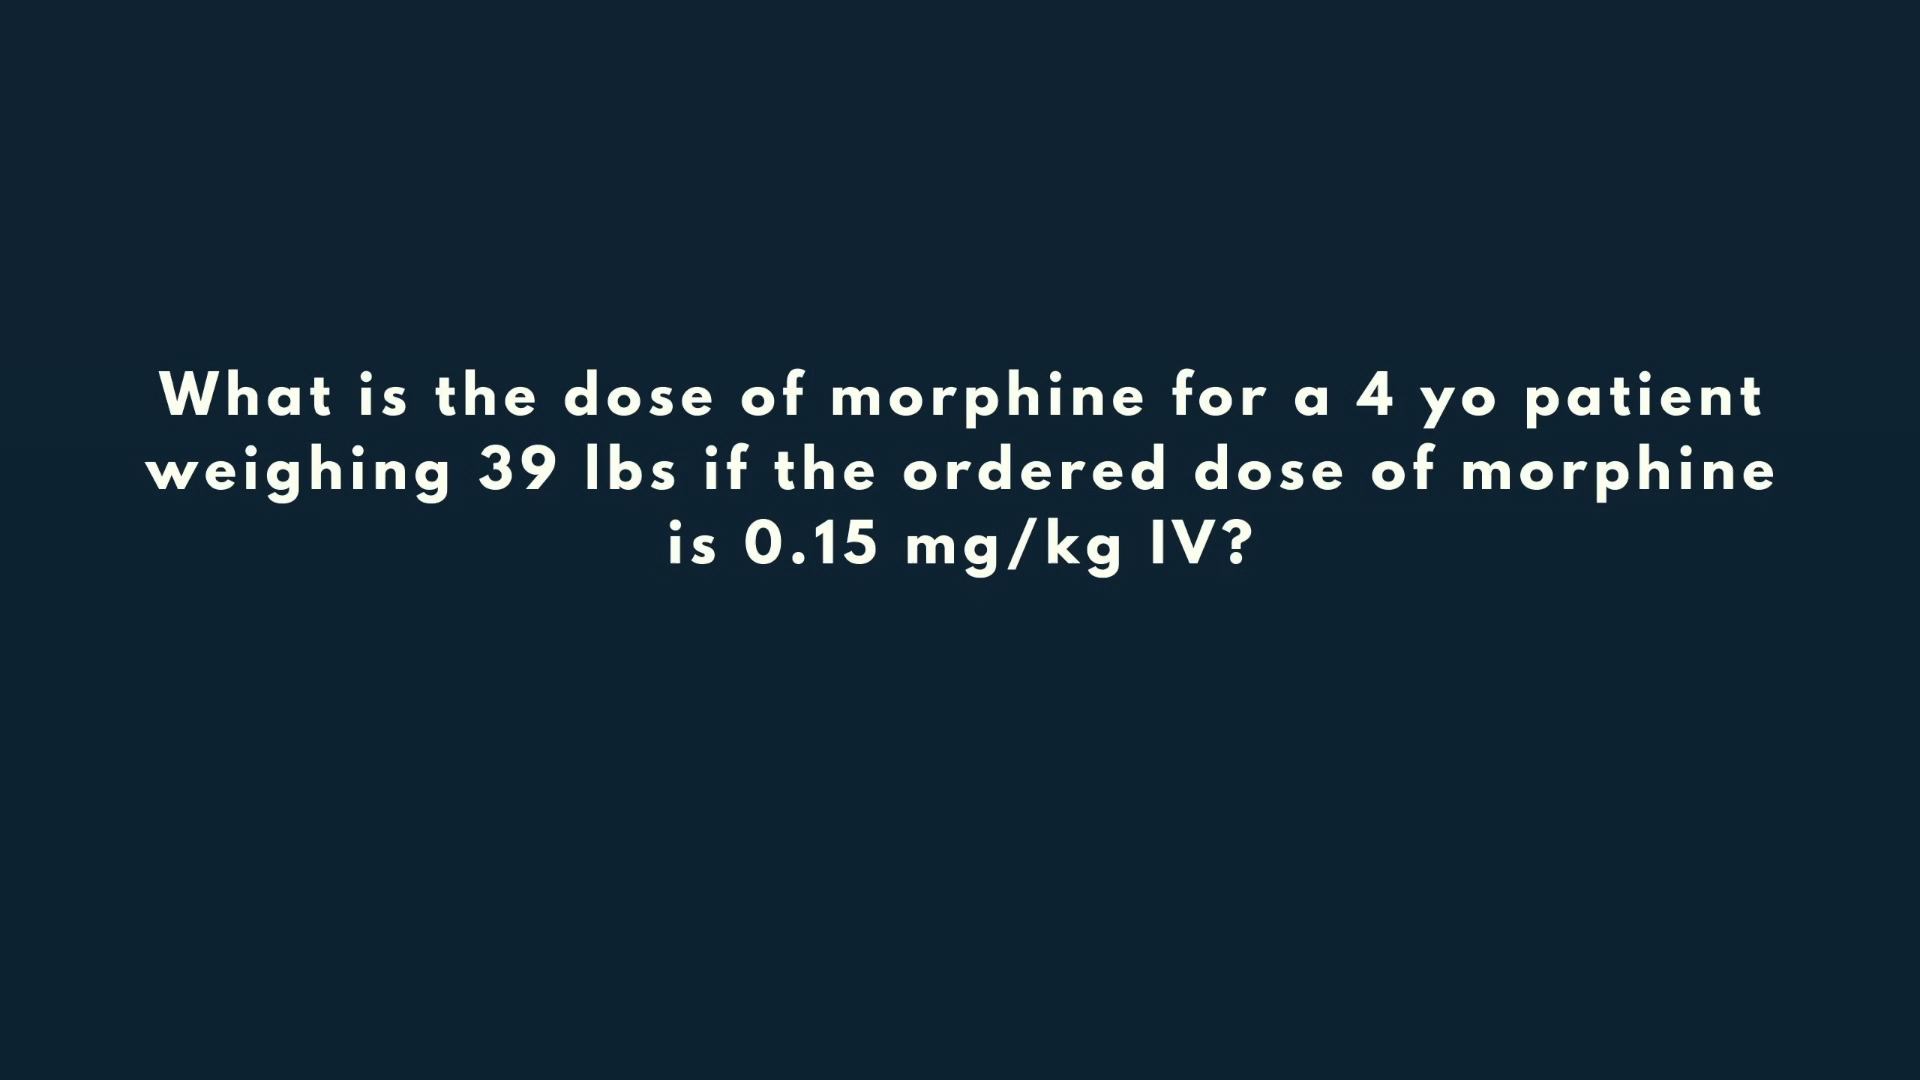 What is the dose of morphine for a 4 yo patient
weighing 39 lbs if the ordered dose of morphine
is 0.15 mg/kg IV?